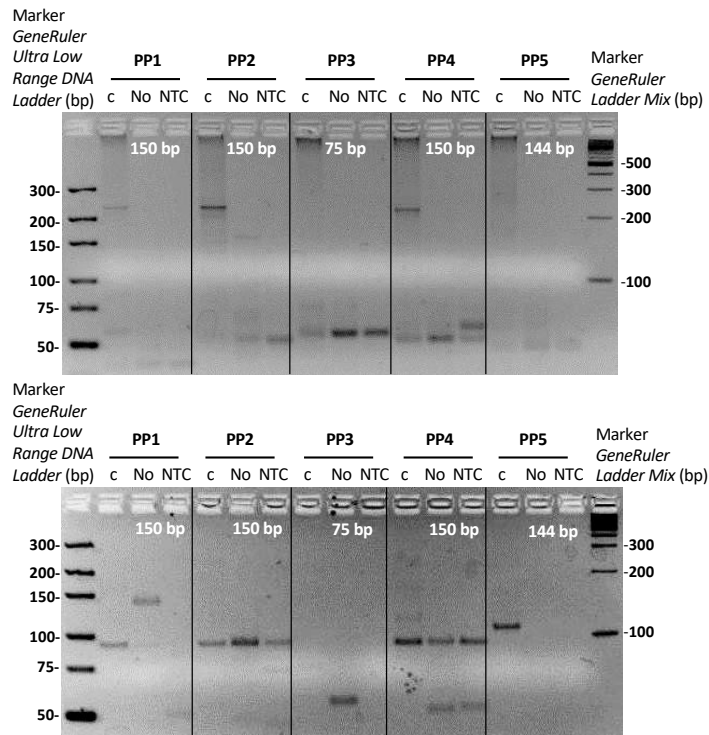 Marker
GeneRuler
Ultra Low
Range DNA
Ladder (bp)
PP1 PP2 PP3 PP4 PP5
c No NTC c No NTC c No NTC c No NTC c No NTC
Marker
GeneRuler
Ladder Mix (bp)
150 bp 150 bp 75 bp 150 bp 144 bp
300-
200-
150-
100-
75-
50-
-500
-300
-200
-100
Marker
GeneRuler
Ultra Low
Range DNA
Ladder (bp)
PP1 PP2 PP3 PP4 PP5
c No NTC c No NTC c No NTC c No NTC c No NTC
Marker
GeneRuler
Ladder Mix (bp)
150 bp 150 bp 75 bp 150 bp 144 bp
300-
200-
150-
100-
75-
50-
-300
-200
-100